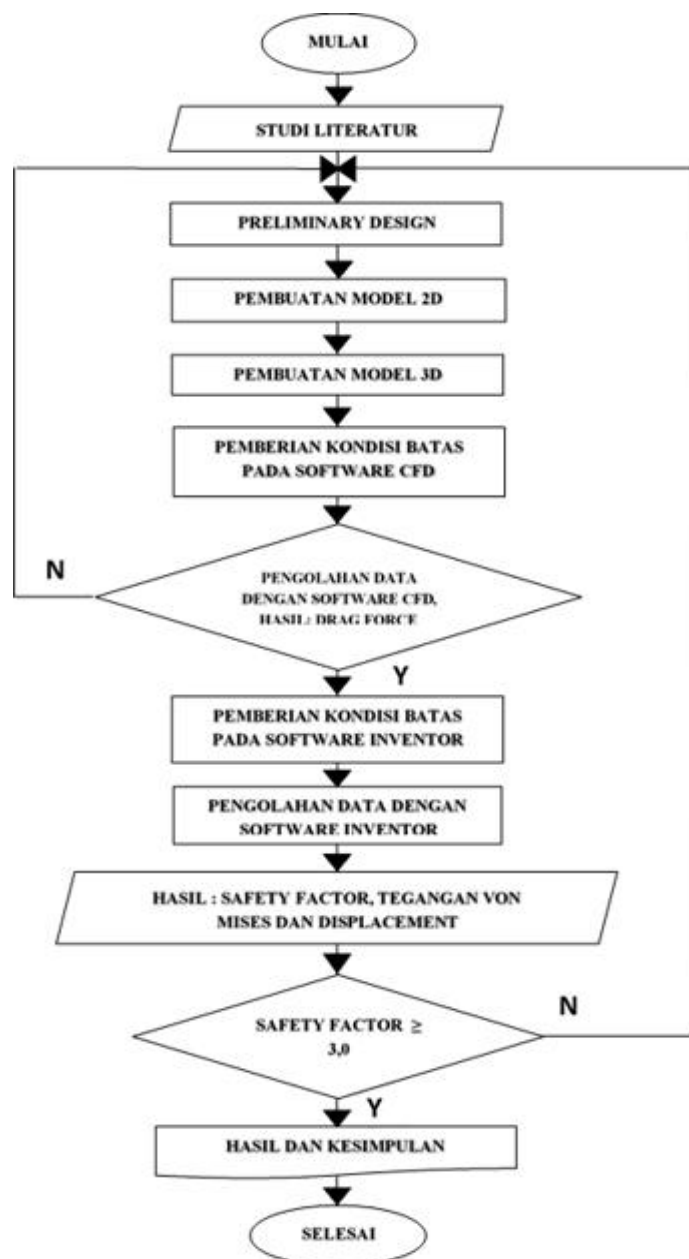 MULAI
STUDI LITERATUR
PRELIMINARY DESIGN
PEMBUATAN MODEL 2D
PEMBUATAN MODEL 3D
PEMBERIAN KONDISI BATAS
PADA SOFTWARE CFD
N
PENGOLAHAN DATA
DENGAN SOFTWARE CFD,
HASIL: DRAG FORCE
Y
PEMBERIAN KONDISI BATAS
PADA SOFTWARE INVENTOR
PENGOLAHAN DATA DENGAN
SOFTWARE INVENTOR
HASIL : SAFETY FACTOR, TEGANGAN VON
MISES DAN DISPLACEMENT
N
SAFETY FACTOR ≥
3,0
Y
HASIL DAN KESIMPULAN
SELESAI